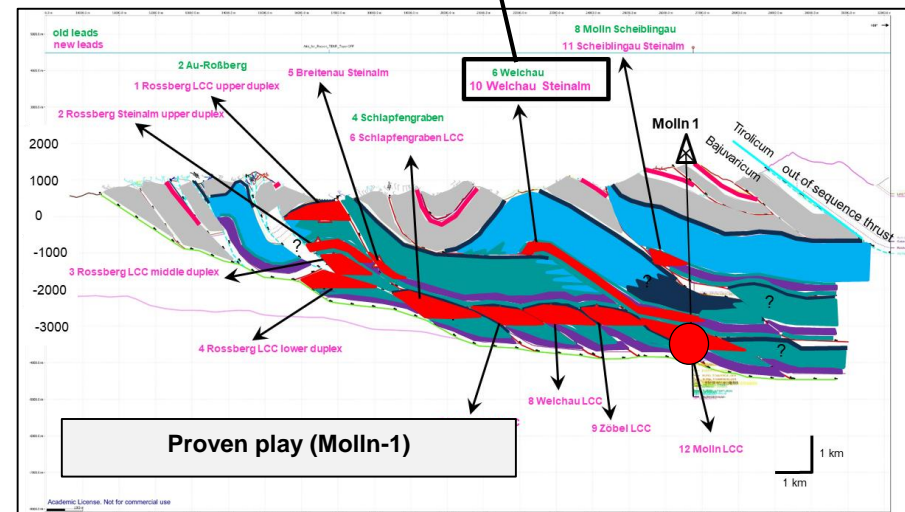 old leads
new leads
8 Molln Scheiblingau
11 Scheiblingau Steinalm
2 Au-Roßberg
1 Rossberg LCC upper duplex
5 Breitenau Steinalm
6 Welchau
10 Welchau Steinalm
2 Rossberg Steinalm upper duplex
4 Schlapfengraben
6 Schlapfengraben LCC
Molln 1
Tirolicum
Bajuvaricum
out of sequence thrust
2000
1000
0
-1000
-2000
-3000
?
?
?
?
3 Rossberg LCC middle duplex
4 Rossberg LCC lower duplex
8 Welchau LCC
9 Zöbel LCC
12 Molln LCC
Proven play (Molln-1)
1 km
1 km
Academic License. Not for commercial use